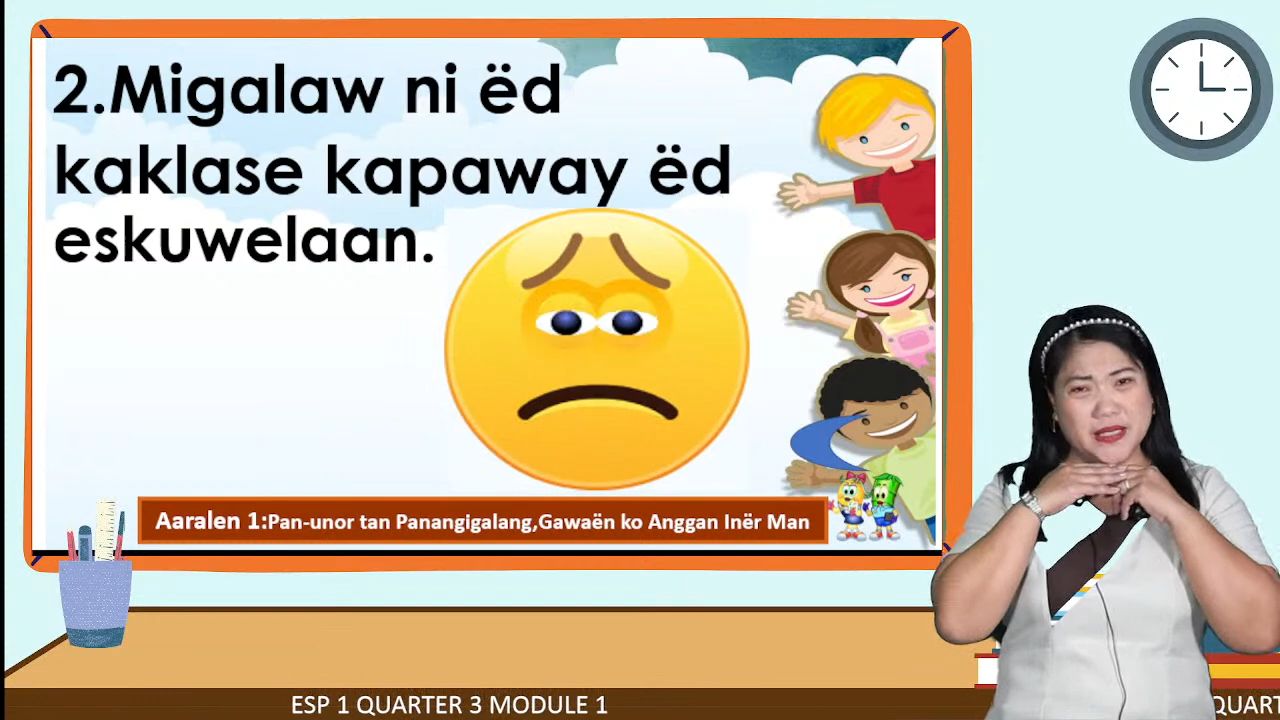 2.Migalaw ni ëd
kaklase kapaway ëd
eskuwelaan.
Aaralen 1:Pan-unor tan Panangigalang,Gawaën ko Anggan Inër Man
ESP 1 QUARTER 3 MODULE 1
QUART